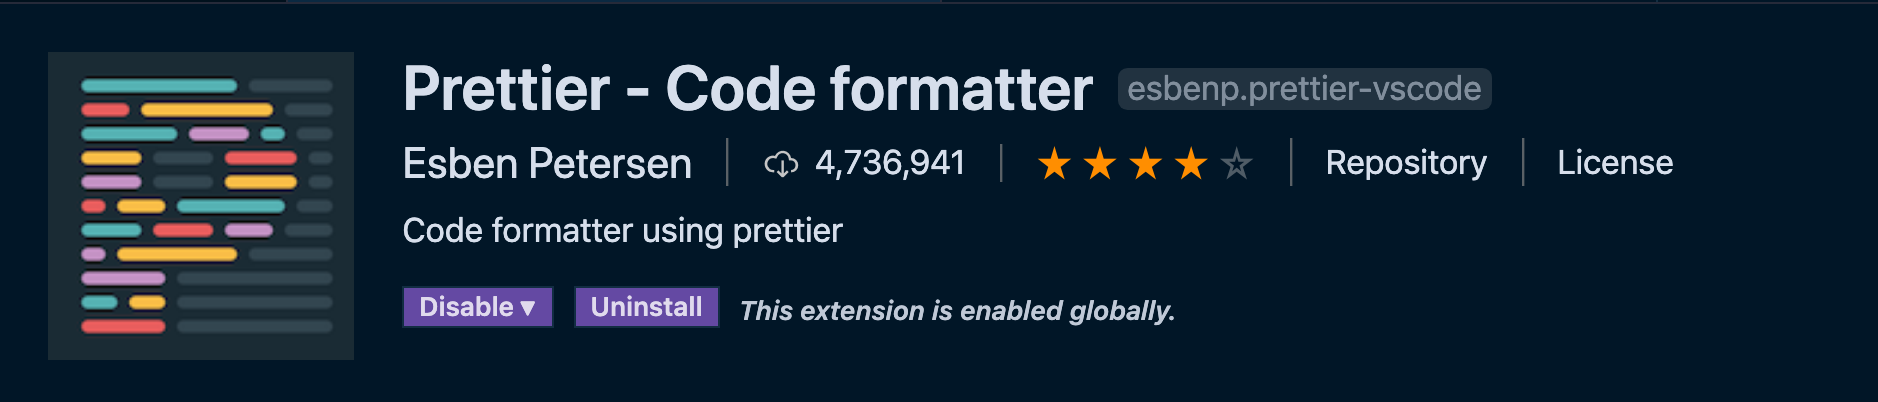 Prettier - Code formatter esbenp.prettier-vscode
Esben Petersen 4,736,941 Repository License
Code formatter using prettier
Disable ▾ Uninstall This extension is enabled globally.